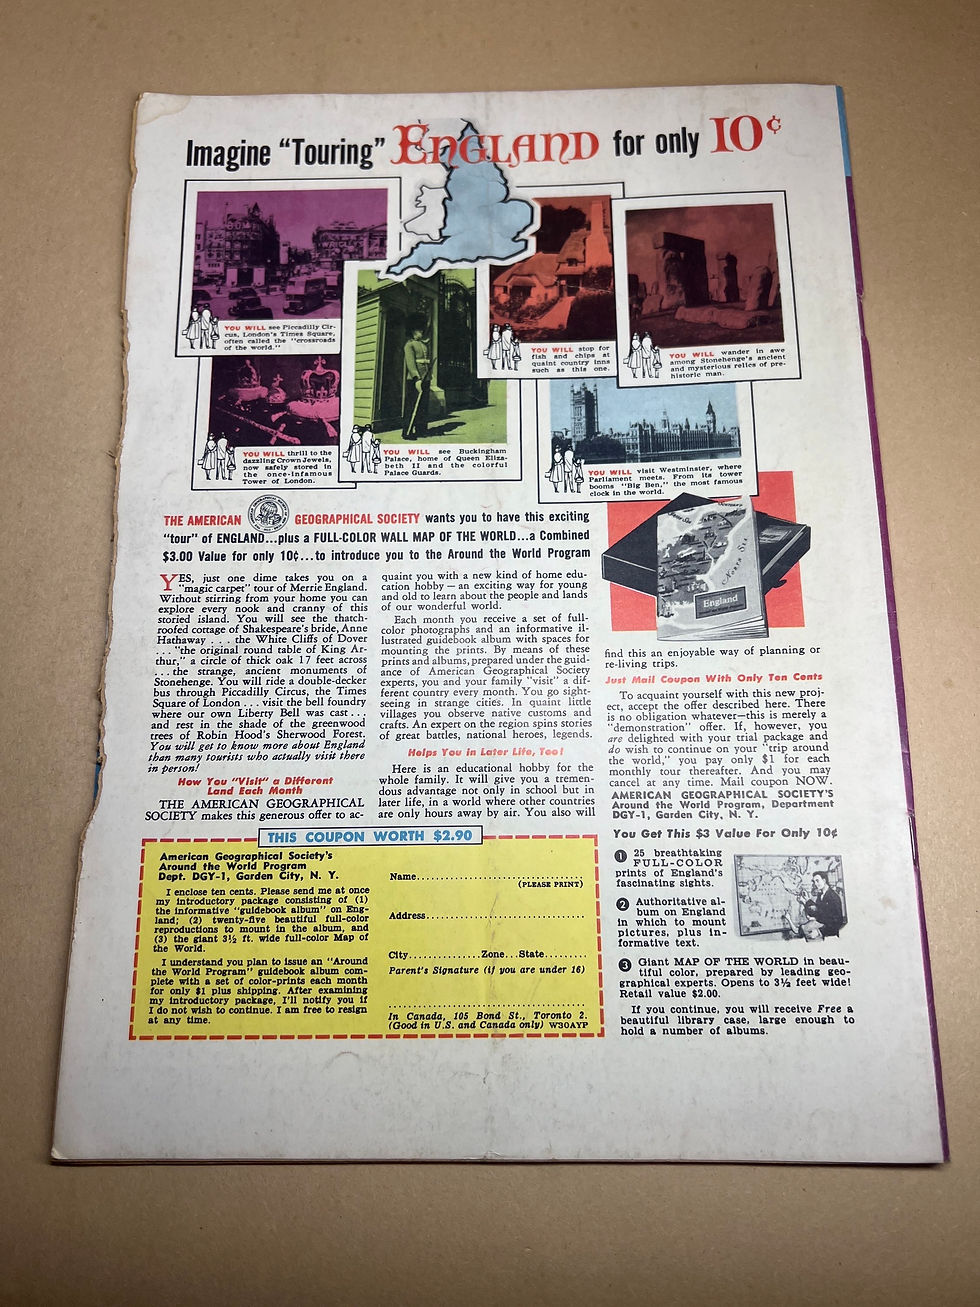 Imagine "Touring" ENGLAND for only 10¢
YOU WILL see Piccadilly Cir-
cus, London's Times Square,
often called the "crossroads
of the world."
YOU WILL stop for
fish and chips at
quaint country inns
such as this one.
YOU WILL wander in awe
among Stonehenge's ancient
and mysterious relics of pre-
historic man.
YOU WILL thrill to the
dazzling Crown Jewels,
now safely stored in
the once-infamous
Tower of London.
YOU WILL see Buckingham
Palace, home of Queen Eliza-
beth II and the colorful
Palace Guards.
YOU WILL visit Westminster, where
Parliament meets. From its tower
booms "Big Ben," the most famous
clock in the world.
THE AMERICAN GEOGRAPHICAL SOCIETY wants you to have this exciting
"tour" of ENGLAND...plus a FULL-COLOR WALL MAP OF THE WORLD...a Combined
$3.00 Value for only 10¢...to introduce you to the Around the World Program
YES, just one dime takes you on a
"magic carpet" tour of Merrie England.
Without stirring from your home you can
explore every nook and cranny of this
storied island. You will see the thatch-
roofed cottage of Shakespeare's bride, Anne
Hathaway . . . the White Cliffs of Dover
. . . "the original round table of King Ar-
thur," a circle of thick oak 17 feet across
. . . the strange, ancient monuments of
Stonehenge. You will ride a double-decker
bus through Piccadilly Circus, the Times
Square of London . . . visit the bell foundry
where our own Liberty Bell was cast . . .
and rest in the shade of the greenwood
trees of Robin Hood's Sherwood Forest.
You will get to know more about England
than many tourists who actually visit there
in person!
How You "Visit" a Different
Land Each Month
THE AMERICAN GEOGRAPHICAL
SOCIETY makes this generous offer to ac-
quaint you with a new kind of home edu-
cation hobby — an exciting way for young
and old to learn about the people and lands
of our wonderful world.
Each month you receive a set of full-
color photographs and an informative il-
lustrated guidebook album with spaces for
mounting the prints. By means of these
prints and albums, prepared under the guid-
ance of American Geographical Society
experts, you and your family "visit" a dif-
ferent country every month. You go sight-
seeing in strange cities. In quaint little
villages you observe native customs and
crafts. An expert on the region spins stories
of great battles, national heroes, legends.
Helps You in Later Life, Too!
Here is an educational hobby for the
whole family. It will give you a tremen-
dous advantage not only in school but in
later life, in a world where other countries
are only hours away by air. You also will
NORTH SEA
England
find this an enjoyable way of planning or
re-living trips.
Just Mail Coupon With Only Ten Cents
To acquaint yourself with this new proj-
ect, accept the offer described here. There
is no obligation whatever—this is merely a
"demonstration" offer. If, however, you
are delighted with your trial package and
do wish to continue on your "trip around
the world," you pay only $1 for each
monthly tour thereafter. And you may
cancel at any time. Mail coupon NOW.
AMERICAN GEOGRAPHICAL SOCIETY'S
Around the World Program, Department
DGY-1, Garden City, N. Y.
You Get This $3 Value For Only 10¢
1 25 breathtaking
FULL-COLOR
prints of England's
fascinating sights.
2 Authoritative al-
bum on England
in which to mount
pictures, plus in-
formative text.
3 Giant MAP OF THE WORLD in beau-
tiful color, prepared by leading geo-
graphical experts. Opens to 3½ feet wide!
Retail value $2.00.
If you continue, you will receive Free a
beautiful library case, large enough to
hold a number of albums.
THIS COUPON WORTH $2.90
American Geographical Society's
Around the World Program
Dept. DGY-1, Garden City, N. Y.
I enclose ten cents. Please send me at once
my introductory package consisting of (1)
the informative "guidebook album" on Eng-
land; (2) twenty-five beautiful full-color
reproductions to mount in the album, and
(3) the giant 3½ ft. wide full-color Map of
the World.
I understand you plan to issue an "Around
the World Program" guidebook album com-
plete with a set of color-prints each month
for only $1 plus shipping. After examining
my introductory package, I'll notify you if
I do not wish to continue. I am free to resign
at any time.
Name
(PLEASE PRINT)
Address
City Zone State
Parent's Signature (if you are under 16)
In Canada, 105 Bond St., Toronto 2.
(Good in U.S. and Canada only) W30AYP